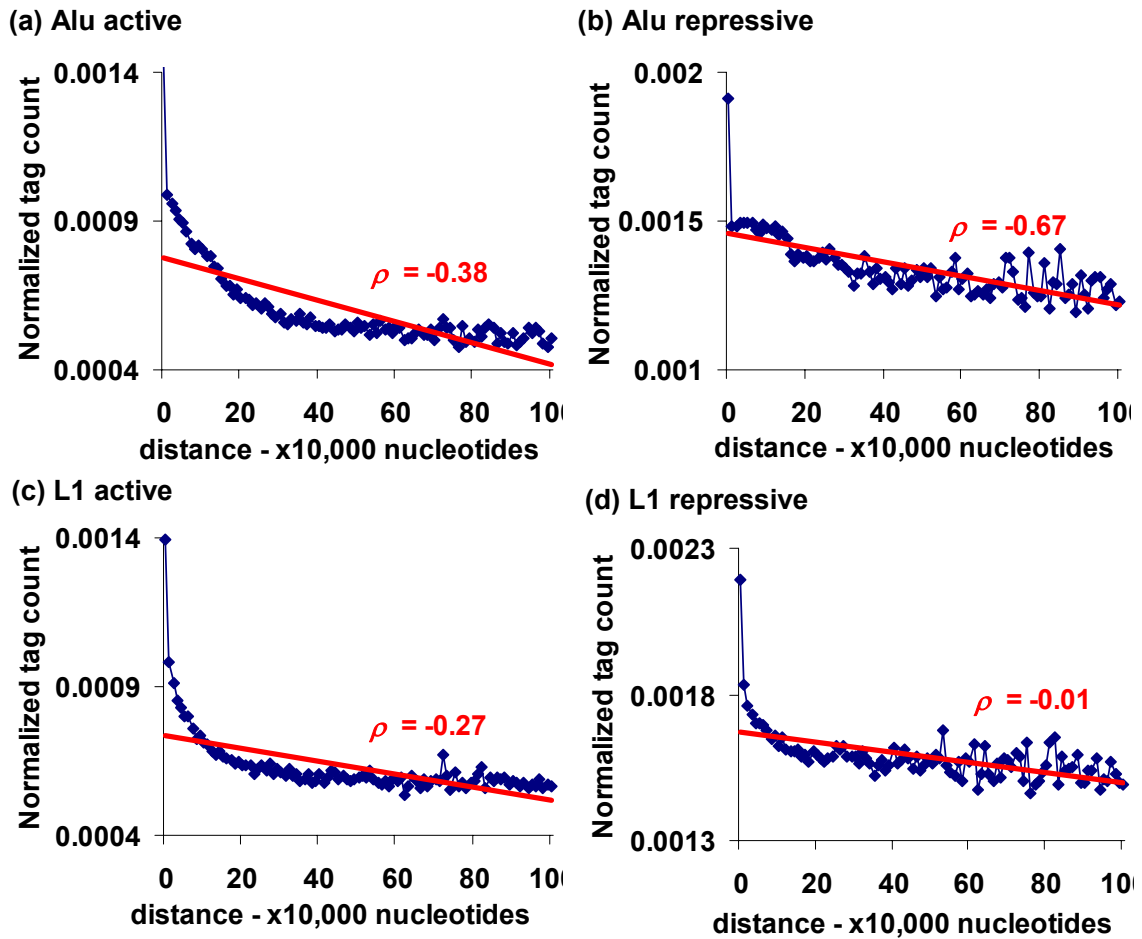 (a) Alu active
Normalized tag count
0.0014
0.0009
0.0004
ρ = -0.38
0 20 40 60 80 100
distance - x10,000 nucleotides
(b) Alu repressive
Normalized tag count
0.002
0.0015
0.001
ρ = -0.67
0 20 40 60 80 100
distance - x10,000 nucleotides
(c) L1 active
Normalized tag count
0.0014
0.0009
0.0004
ρ = -0.27
0 20 40 60 80 100
distance - x10,000 nucleotides
(d) L1 repressive
Normalized tag count
0.0023
0.0018
0.0013
ρ = -0.01
0 20 40 60 80 100
distance - x10,000 nucleotides